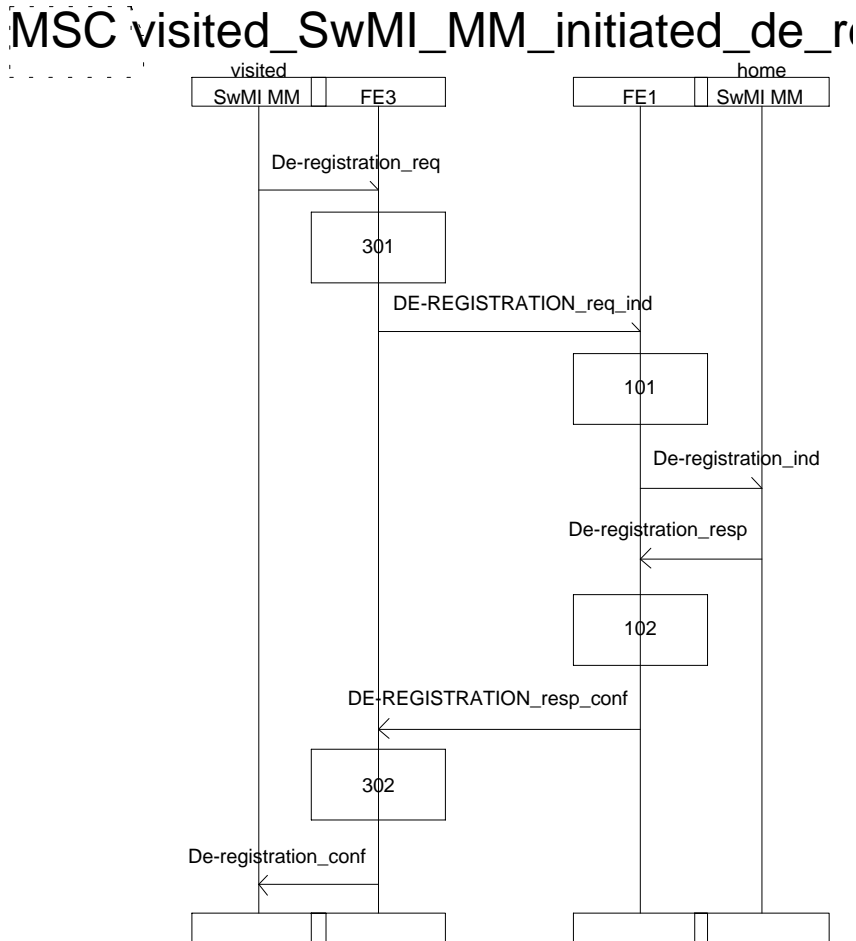 MSC visited_SwMI_MM_initiated_de_r
visited home
SwMI MM FE3 FE1 SwMI MM
De-registration_req
301
DE-REGISTRATION_req_ind
101
De-registration_ind
De-registration_resp
102
DE-REGISTRATION_resp_conf
302
De-registration_conf